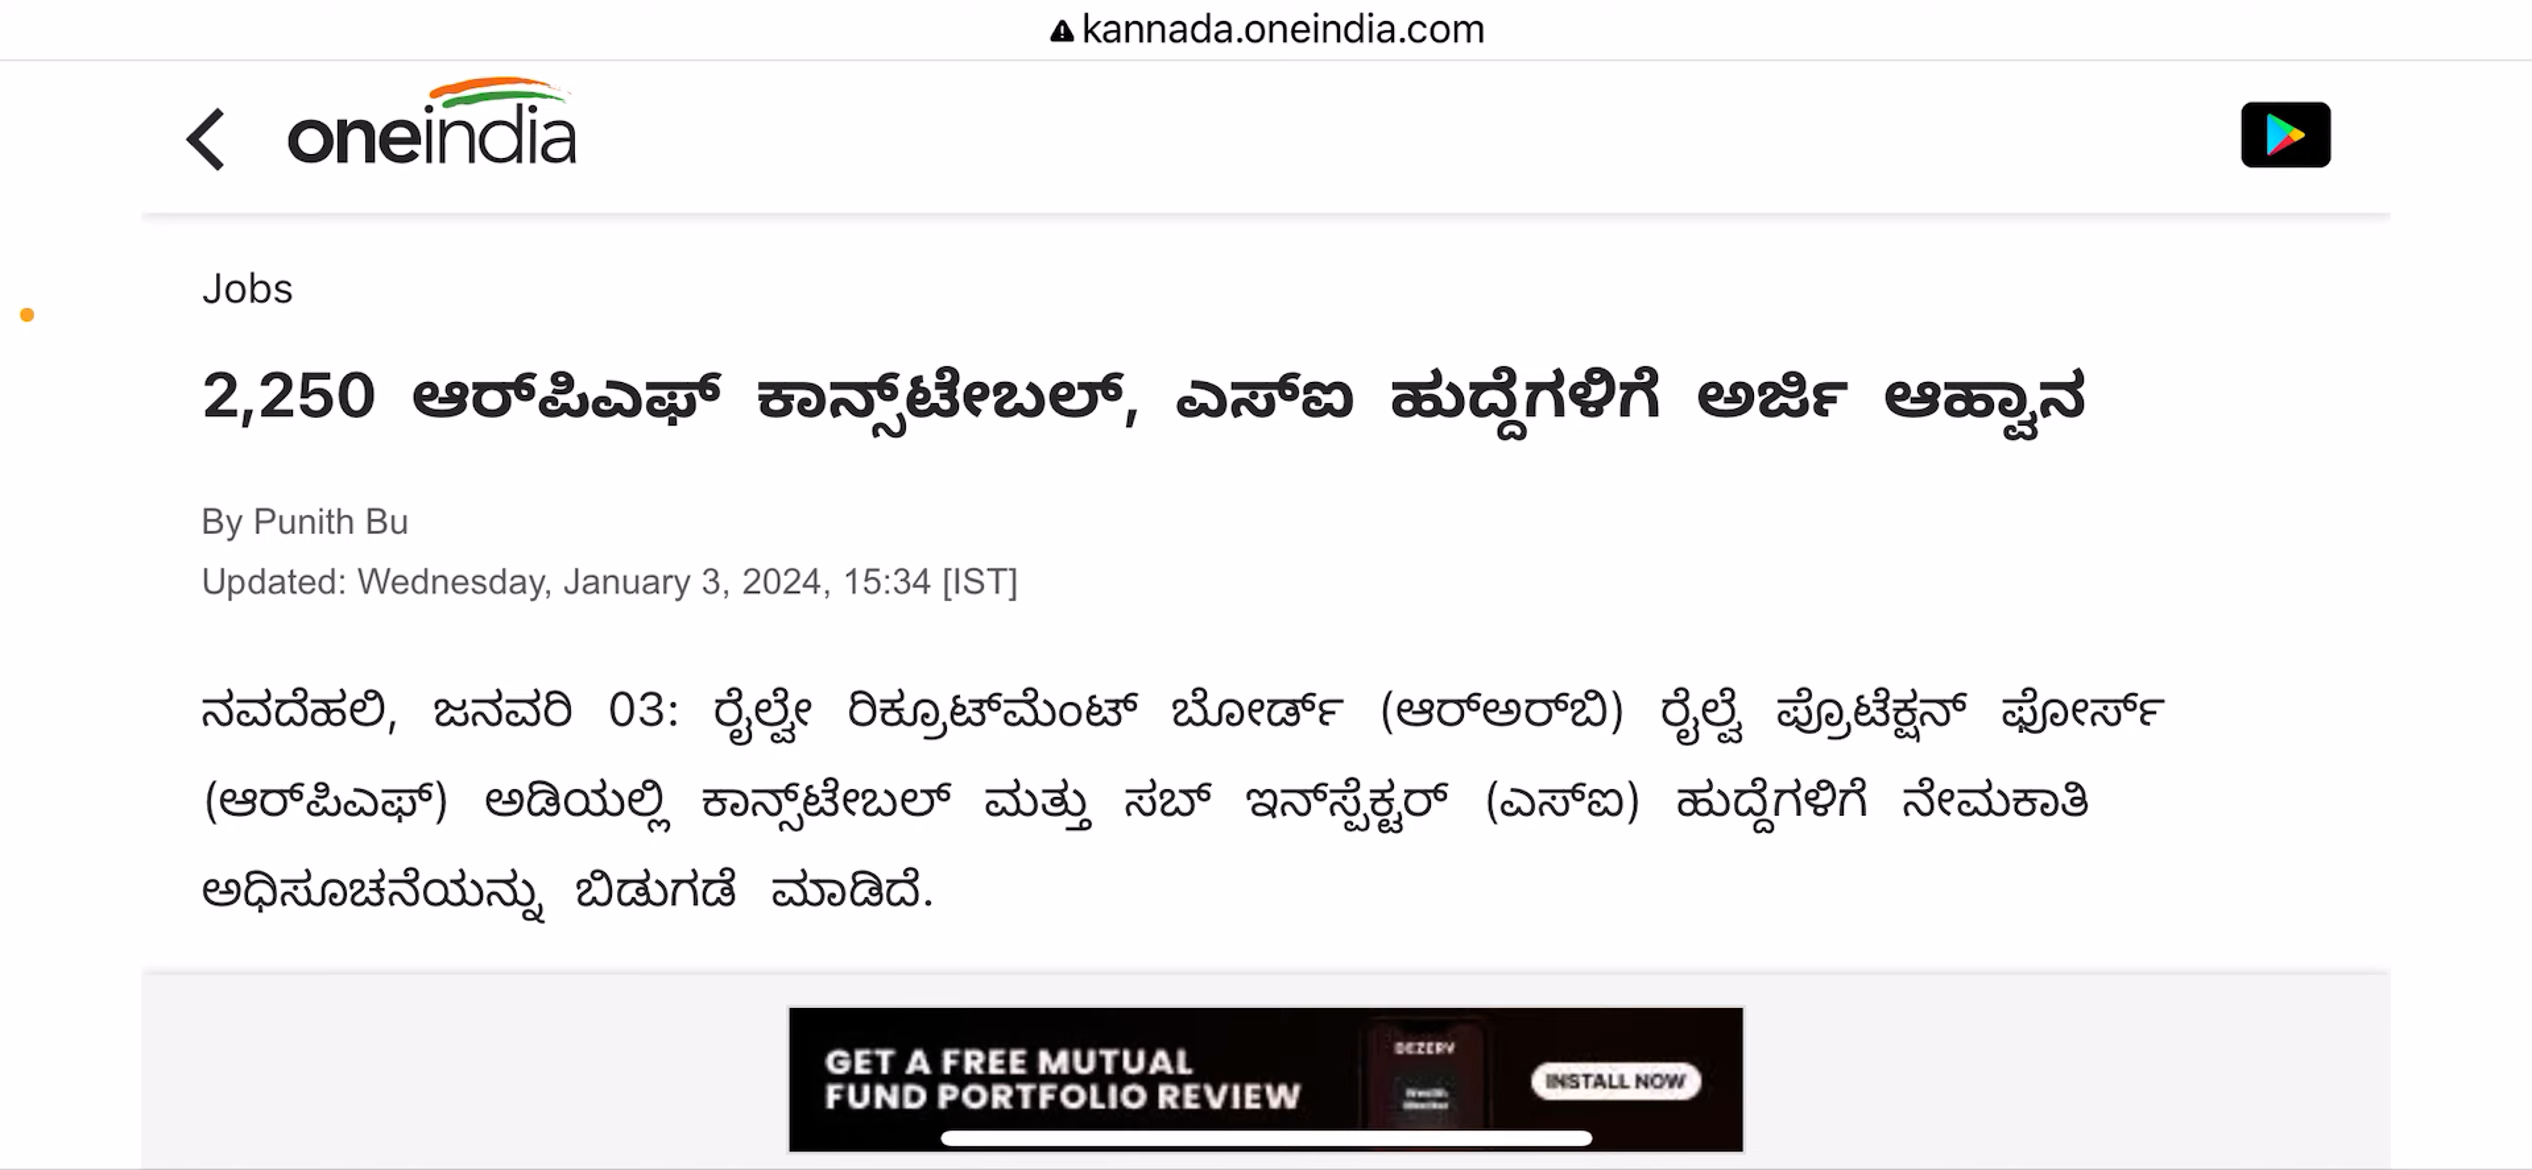 kannada.oneindia.com
oneindia
Jobs
2,250 ಆರ್‌ಪಿಎಫ್ ಕಾನ್ಸ್‌ಟೇಬಲ್, ಎಸ್‌ಐ ಹುದ್ದೆಗಳಿಗೆ ಅರ್ಜಿ ಆಹ್ವಾನ
By Punith Bu
Updated: Wednesday, January 3, 2024, 15:34 [IST]
ನವದೆಹಲಿ, ಜನವರಿ 03: ರೈಲ್ವೇ ರಿಕ್ರೂಟ್‌ಮೆಂಟ್ ಬೋರ್ಡ್ (ಆರ್‌ಅರ್‌ಬಿ) ರೈಲ್ವೆ ಪ್ರೊಟೆಕ್ಷನ್ ಫೋರ್ಸ್
(ಆರ್‌ಪಿಎಫ್) ಅಡಿಯಲ್ಲಿ ಕಾನ್ಸ್‌ಟೇಬಲ್ ಮತ್ತು ಸಬ್ ಇನ್‌ಸ್ಪೆಕ್ಟರ್ (ಎಸ್‌ಐ) ಹುದ್ದೆಗಳಿಗೆ ನೇಮಕಾತಿ
ಅಧಿಸೂಚನೆಯನ್ನು ಬಿಡುಗಡೆ ಮಾಡಿದೆ.
GET A FREE MUTUAL
FUND PORTFOLIO REVIEW
DEZERV
INSTALL NOW